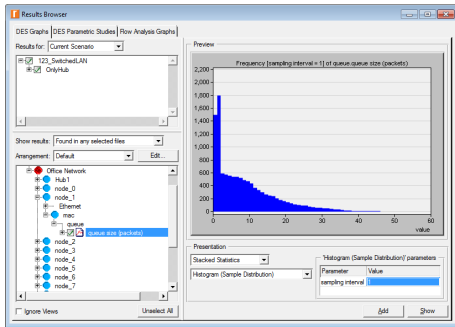 Results Browser
DES Graphs DES Parametric Studies Flow Analysis Graphs
Results for: Current Scenario
123_SwitchedLAN
OnlyHub
Show results: Found in any selected files
Arrangement: Default Edit...
Office Network
Hub1
node_0
node_1
Ethernet
mac
queue
queue size (packets)
node_2
node_3
node_4
node_5
node_6
node_7
Ignore Views Unselect All
Preview
Frequency [sampling interval = 1] of queue.queue size (packets)
2,200
2,000
1,800
1,600
1,400
1,200
1,000
800
600
400
200
0
0 10 20 30 40 50 60
value
Presentation
Stacked Statistics
Histogram (Sample Distribution)
'Histogram (Sample Distribution)' parameters
Parameter Value
sampling interval 1
Add Show